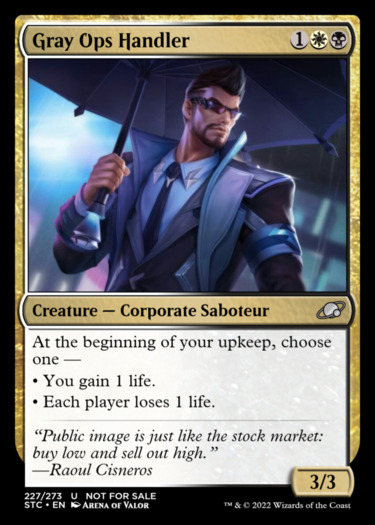 Gray Ops Handler 1
Creature — Corporate Saboteur
At the beginning of your upkeep, choose
one —
• You gain 1 life.
• Each player loses 1 life.
“Public image is just like the stock market:
buy low and sell out high.”
—Raoul Cisneros
3/3
227/273 U NOT FOR SALE
STC • EN Arena of Valor
™ & © 2022 Wizards of the Coast